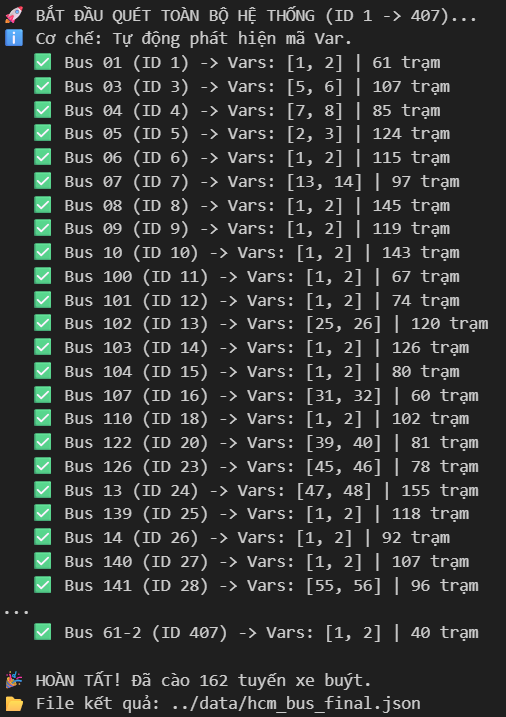 🚀 BẮT ĐẦU QUÉT TOÀN BỘ HỆ THỐNG (ID 1 -> 407)...
ℹ️ Cơ chế: Tự động phát hiện mã Var.
✅ Bus 01 (ID 1) -> Vars: [1, 2] | 61 trạm
✅ Bus 03 (ID 3) -> Vars: [5, 6] | 107 trạm
✅ Bus 04 (ID 4) -> Vars: [7, 8] | 85 trạm
✅ Bus 05 (ID 5) -> Vars: [2, 3] | 124 trạm
✅ Bus 06 (ID 6) -> Vars: [1, 2] | 115 trạm
✅ Bus 07 (ID 7) -> Vars: [13, 14] | 97 trạm
✅ Bus 08 (ID 8) -> Vars: [1, 2] | 145 trạm
✅ Bus 09 (ID 9) -> Vars: [1, 2] | 119 trạm
✅ Bus 10 (ID 10) -> Vars: [1, 2] | 143 trạm
✅ Bus 100 (ID 11) -> Vars: [1, 2] | 67 trạm
✅ Bus 101 (ID 12) -> Vars: [1, 2] | 74 trạm
✅ Bus 102 (ID 13) -> Vars: [25, 26] | 120 trạm
✅ Bus 103 (ID 14) -> Vars: [1, 2] | 126 trạm
✅ Bus 104 (ID 15) -> Vars: [1, 2] | 80 trạm
✅ Bus 107 (ID 16) -> Vars: [31, 32] | 60 trạm
✅ Bus 110 (ID 18) -> Vars: [1, 2] | 102 trạm
✅ Bus 122 (ID 20) -> Vars: [39, 40] | 81 trạm
✅ Bus 126 (ID 23) -> Vars: [45, 46] | 78 trạm
✅ Bus 13 (ID 24) -> Vars: [47, 48] | 155 trạm
✅ Bus 139 (ID 25) -> Vars: [1, 2] | 118 trạm
✅ Bus 14 (ID 26) -> Vars: [1, 2] | 92 trạm
✅ Bus 140 (ID 27) -> Vars: [1, 2] | 107 trạm
✅ Bus 141 (ID 28) -> Vars: [55, 56] | 96 trạm
...
✅ Bus 61-2 (ID 407) -> Vars: [1, 2] | 40 trạm
🎉 HOÀN TẤT! Đã cào 162 tuyến xe buýt.
📂 File kết quả: ../data/hcm_bus_final.json